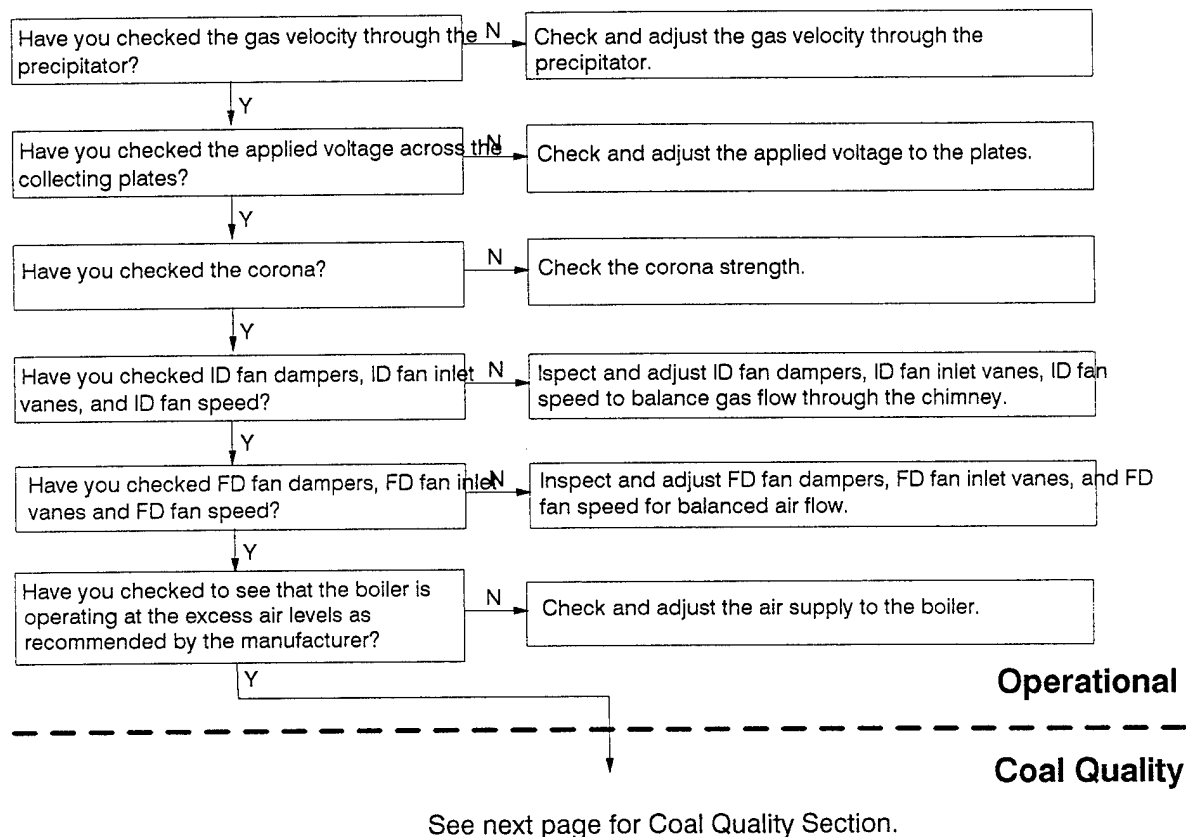 Have you checked the gas velocity through the
precipitator?
N
Check and adjust the gas velocity through the
precipitator.
Y
Have you checked the applied voltage across the
collecting plates?
N
Check and adjust the applied voltage to the plates.
Y
Have you checked the corona?
N
Check the corona strength.
Y
Have you checked ID fan dampers, ID fan inlet
vanes, and ID fan speed?
N
Ispect and adjust ID fan dampers, ID fan inlet vanes, ID fan
speed to balance gas flow through the chimney.
Y
Have you checked FD fan dampers, FD fan inlet
vanes and FD fan speed?
N
Inspect and adjust FD fan dampers, FD fan inlet vanes, and FD
fan speed for balanced air flow.
Y
Have you checked to see that the boiler is
operating at the excess air levels as
recommended by the manufacturer?
N
Check and adjust the air supply to the boiler.
Y
Operational
Coal Quality
See next page for Coal Quality Section.